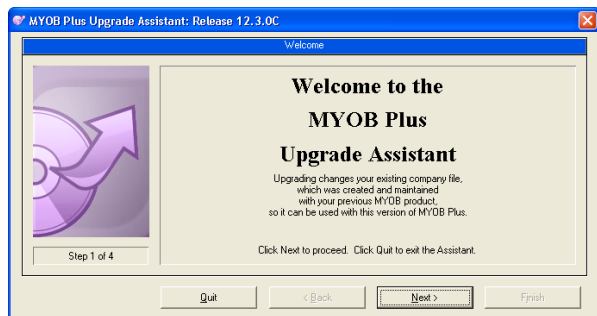 MYOB Plus Upgrade Assistant: Release 12.3.0C
Welcome
Welcome to the
MYOB Plus
Upgrade Assistant
Upgrading changes your existing company file,
which was created and maintained
with your previous MYOB product,
so it can be used with this version of MYOB Plus.
Click Next to proceed. Click Quit to exit the Assistant.
Step 1 of 4
Quit
< Back
Next >
Finish